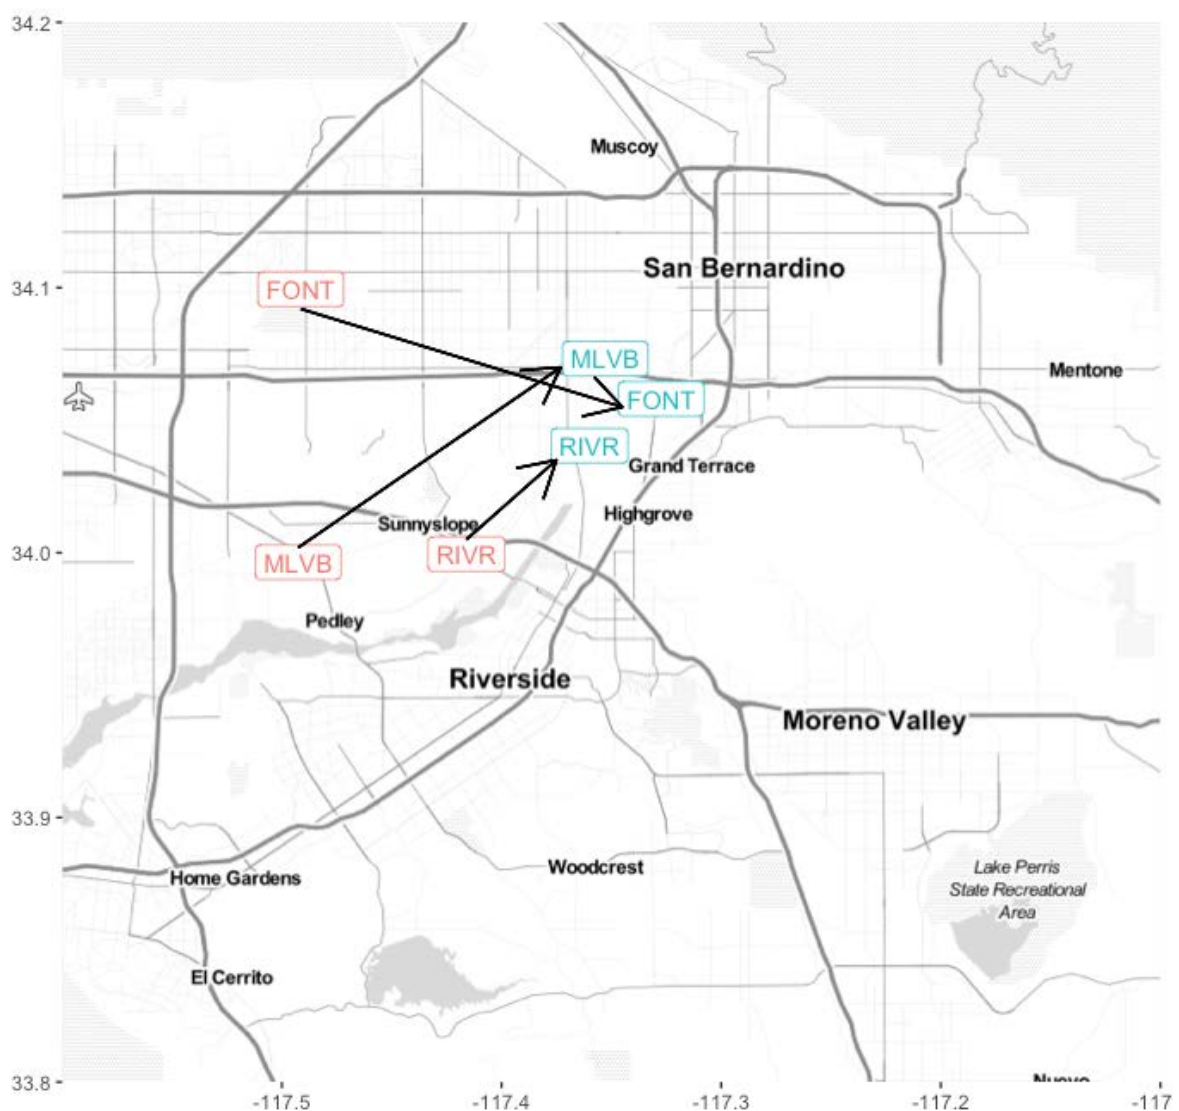 34.2
Muscoy
San Bernardino
34.1
FONT
MLVB
Mentone
FONT
RIVR
Grand Terrace
Highgrove
Sunnyslope
34.0
MLVB
RIVR
Pedley
Riverside
Moreno Valley
33.9
Woodcrest
Home Gardens
Lake Perris
State Recreational
Area
El Cerrito
33.8
Nuevo
-117.5
-117.4
-117.3
-117.2
-117